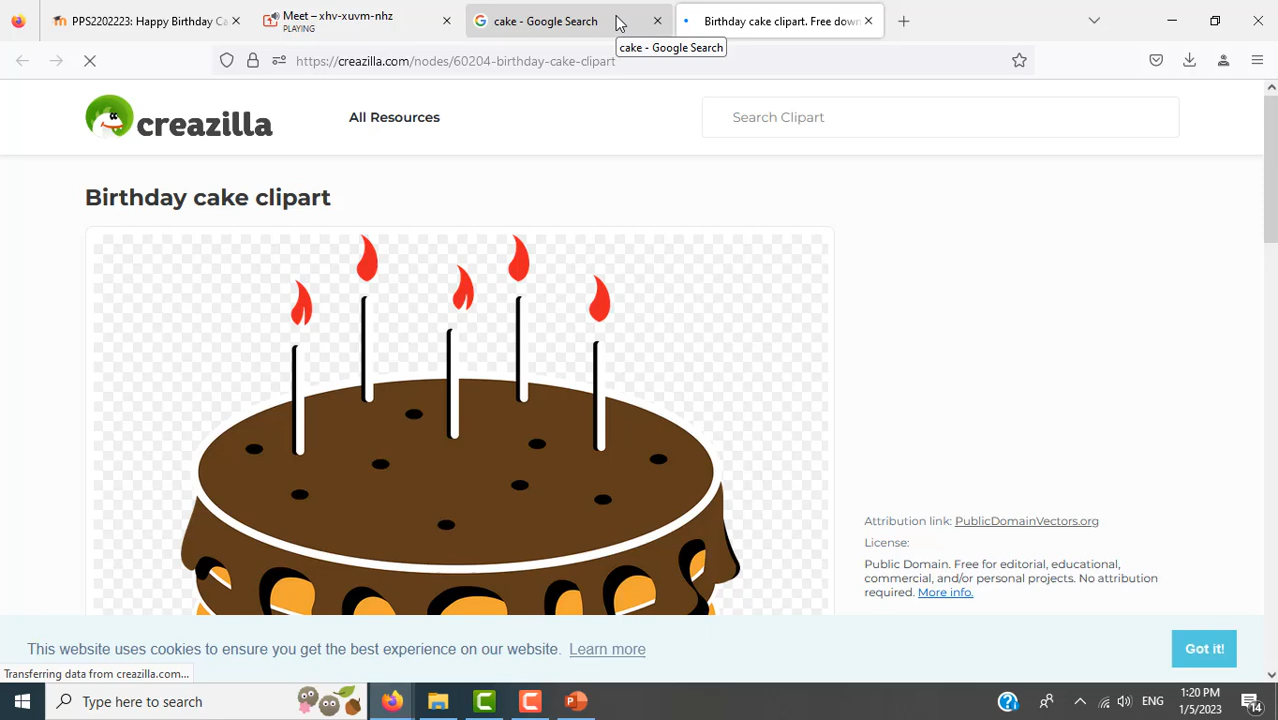 PPS2202223: Happy Birthday Ca
Meet – xhv-xuvm-nhz
PLAYING
cake - Google Search
Birthday cake clipart. Free down
cake - Google Search
https://creazilla.com/nodes/60204-birthday-cake-clipart
creazilla
All Resources
Search Clipart
Birthday cake clipart
Attribution link: PublicDomainVectors.org
License:
Public Domain. Free for editorial, educational,
commercial, and/or personal projects. No attribution
required. More info.
This website uses cookies to ensure you get the best experience on our website. Learn more
Got it!
Transferring data from creazilla.com...
Type here to search
ENG
1:20 PM
1/5/2023
14